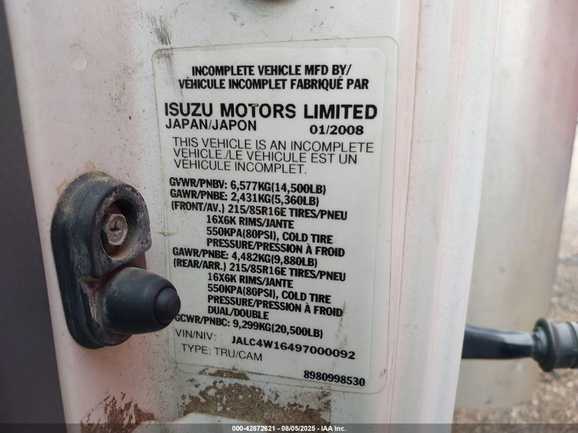 INCOMPLETE VEHICLE MFD BY/
VÉHICULE INCOMPLET FABRIQUÉ PAR
ISUZU MOTORS LIMITED
JAPAN/JAPON 01/2008
THIS VEHICLE IS AN INCOMPLETE
VEHICLE./LE VEHICULE EST UN
VÉHICULE INCOMPLET.
GVWR/PNBV: 6,577KG(14,500LB)
GAWR/PNBE: 2,431KG(5,360LB)
(FRONT/AV.) 215/85R16E TIRES/PNEU
16X6K RIMS/JANTE
550KPA(80PSI), COLD TIRE
PRESSURE/PRESSION À FROID
GAWR/PNBE: 4,482KG(9,880LB)
(REAR/ARR.) 215/85R16E TIRES/PNEU
16X6K RIMS/JANTE
550KPA(80PSI), COLD TIRE
PRESSURE/PRESSION À FROID
DUAL/DOUBLE
GCWR/PNBC: 9,299KG(20,500LB)
VIN/NIV: JALC4W16497000092
TYPE: TRU/CAM
8980998530
000-42872621 - 08/05/2025 - IAA Inc.